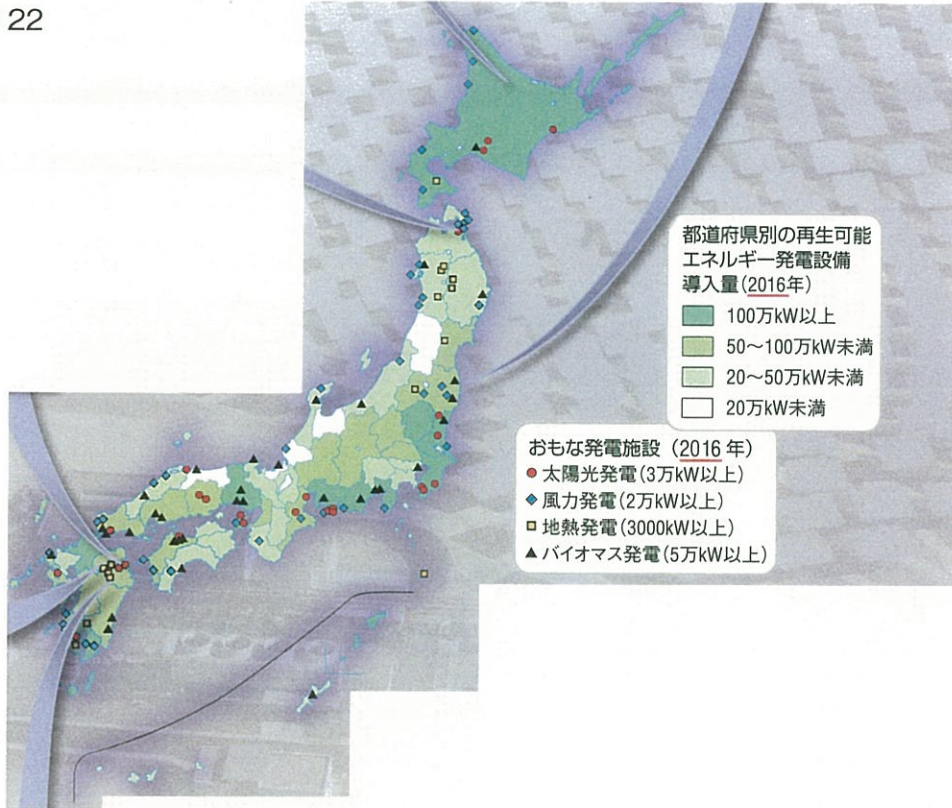 22
都道府県別の再生可能
エネルギー発電設備
導入量(2016年)
100万kW以上
50〜100万kW未満
20〜50万kW未満
20万kW未満
おもな発電施設(2016年)
太陽光発電(3万kW以上)
風力発電(2万kW以上)
地熱発電(3000kW以上)
バイオマス発電(5万kW以上)